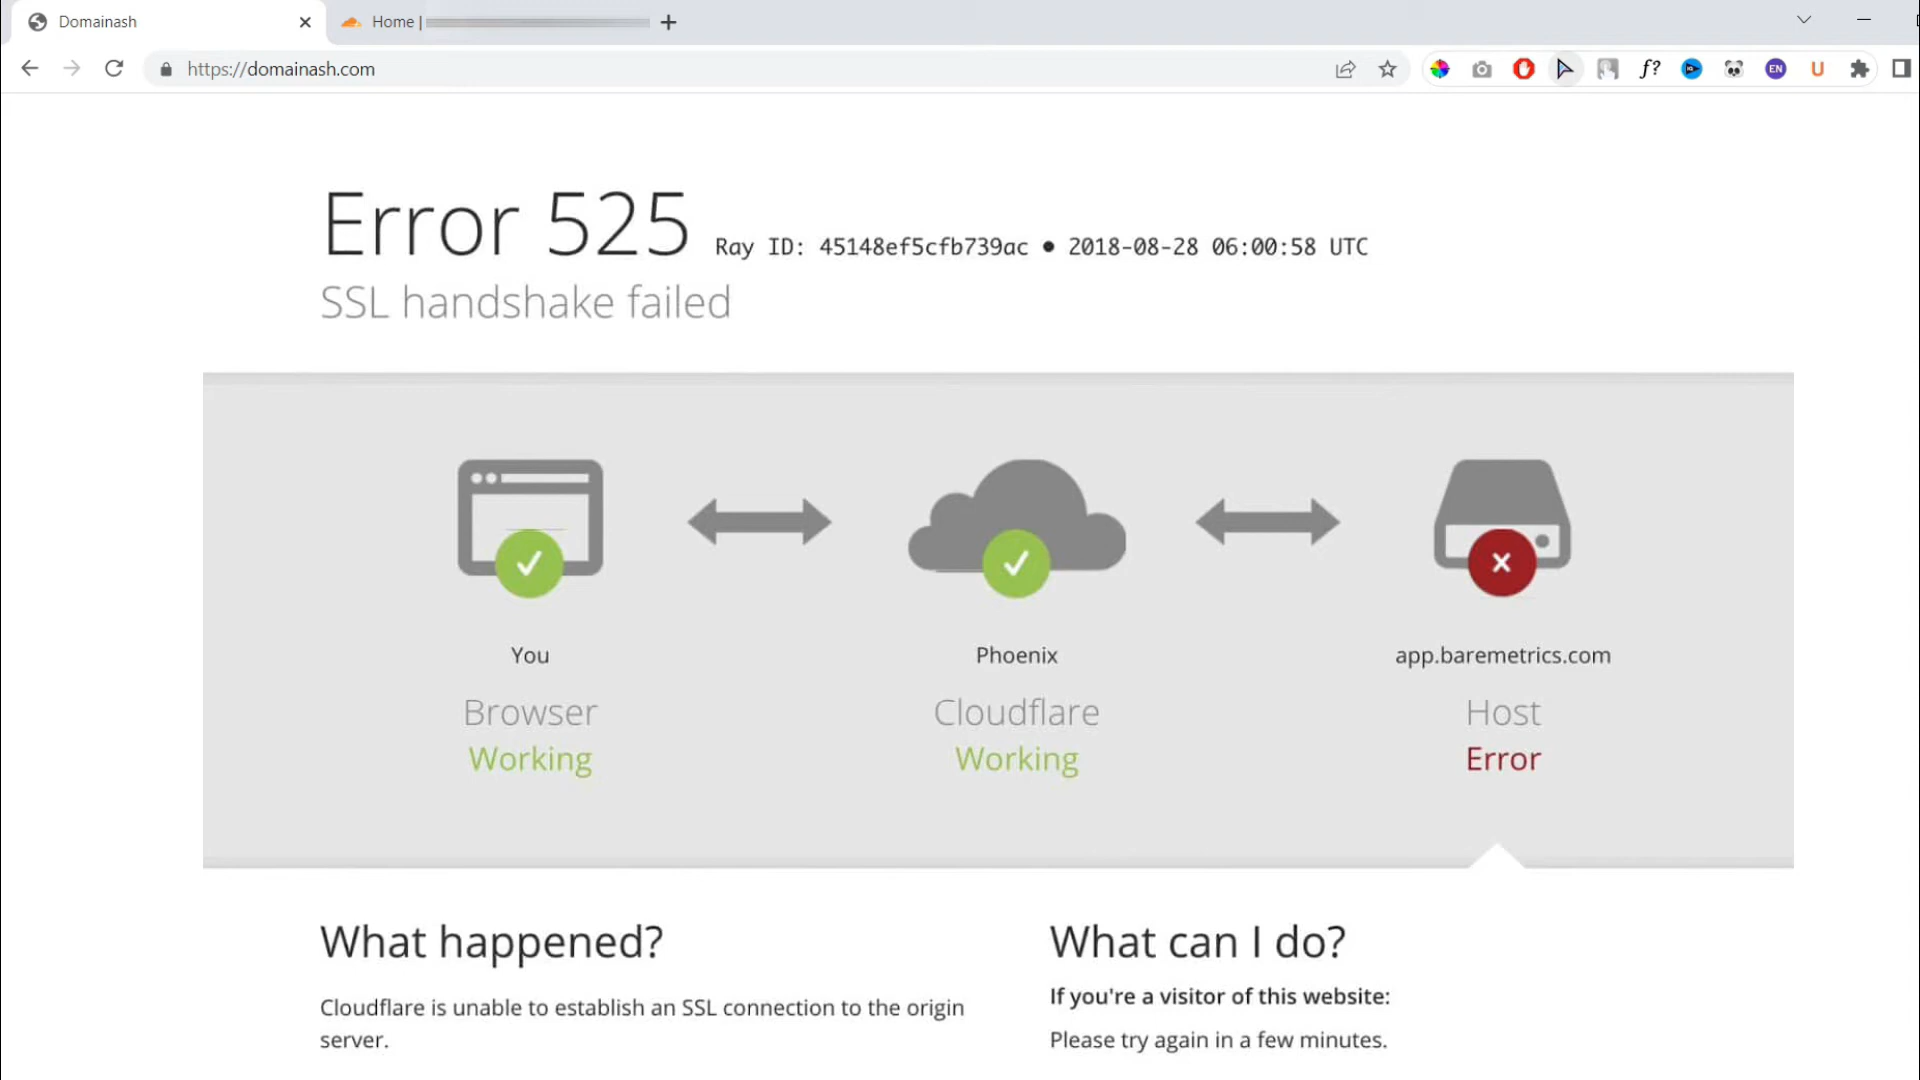 Domainash
Home |
https://domainash.com
f?
EN
U
Error 525 Ray ID: 45148ef5cfb739ac • 2018-08-28 06:00:58 UTC
SSL handshake failed
You
Phoenix
app.baremetrics.com
Browser
Cloudflare
Host
Working
Working
Error
What happened?
Cloudflare is unable to establish an SSL connection to the origin
server.
What can I do?
If you're a visitor of this website:
Please try again in a few minutes.